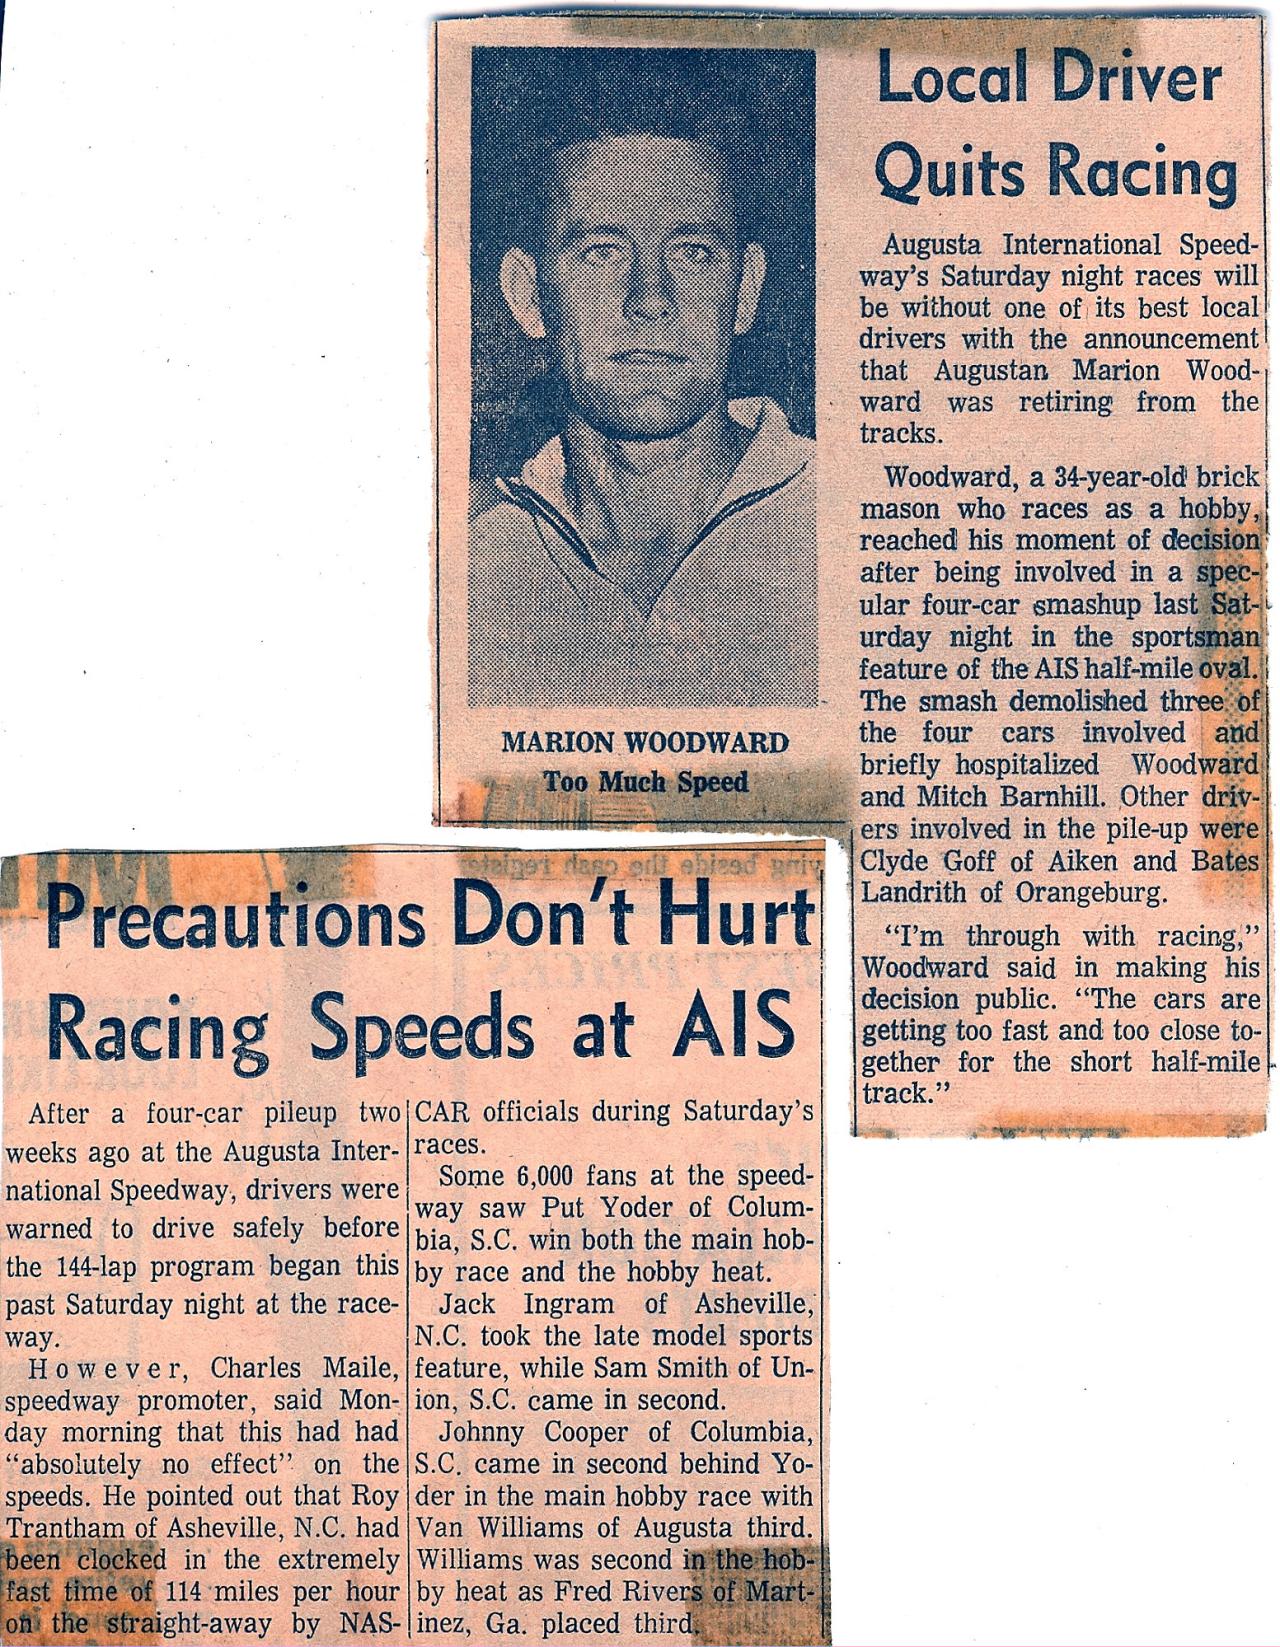 Local Driver
Quits Racing
Augusta International Speed-
way's Saturday night races will
be without one of its best local
drivers with the announcement
that Augustan Marion Wood-
ward was retiring from the
tracks.
Woodward, a 34-year-old brick
mason who races as a hobby,
reached his moment of decision
after being involved in a spec-
ular four-car smashup last Sat-
urday night in the sportsman
feature of the AIS half-mile oval.
The smash demolished three of
the four cars involved and
briefly hospitalized Woodward
and Mitch Barnhill. Other driv-
ers involved in the pile-up were
Clyde Goff of Aiken and Bates
Landrith of Orangeburg.
"I'm through with racing,"
Woodward said in making his
decision public. "The cars are
getting too fast and too close to-
gether for the short half-mile
track."
MARION WOODWARD
Too Much Speed
ying beside the cash register
Precautions Don't Hurt
Racing Speeds at AIS
After a four-car pileup two
weeks ago at the Augusta Inter-
national Speedway, drivers were
warned to drive safely before
the 144-lap program began this
past Saturday night at the race-
way.
However, Charles Maile,
speedway promoter, said Mon-
day morning that this had had
"absolutely no effect" on the
speeds. He pointed out that Roy
Trantham of Asheville, N.C. had
been clocked in the extremely
fast time of 114 miles per hour
on the straight-away by NAS-
CAR officials during Saturday's
races.
Some 6,000 fans at the speed-
way saw Put Yoder of Colum-
bia, S.C. win both the main hob-
by race and the hobby heat.
Jack Ingram of Asheville,
N.C. took the late model sports
feature, while Sam Smith of Un-
ion, S.C. came in second.
Johnny Cooper of Columbia,
S.C. came in second behind Yo-
der in the main hobby race with
Van Williams of Augusta third.
Williams was second in the hob-
by heat as Fred Rivers of Mart-
inez, Ga. placed third.